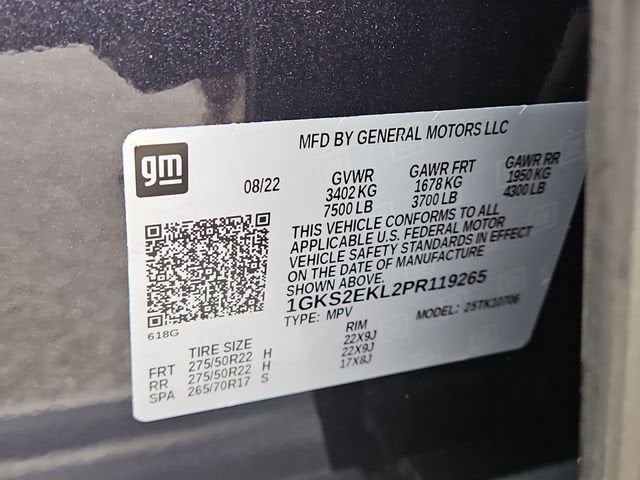 MFD BY GENERAL MOTORS LLC
gm
08/22
GVWR GAWR FRT GAWR RR
3402 KG 1678 KG 1950 KG
7500 LB 3700 LB 4300 LB
THIS VEHICLE CONFORMS TO ALL
APPLICABLE U.S. FEDERAL MOTOR
VEHICLE SAFETY STANDARDS IN EFFECT
ON THE DATE OF MANUFACTURE
SHOWN ABOVE.
1GKS2EKL2PR119265
TYPE: MPV MODEL: 2STK10706
618G
TIRE SIZE RIM
FRT 275/50R22 H 22X9J
RR 275/50R22 H 22X9J
SPA 265/70R17 S 17X8J